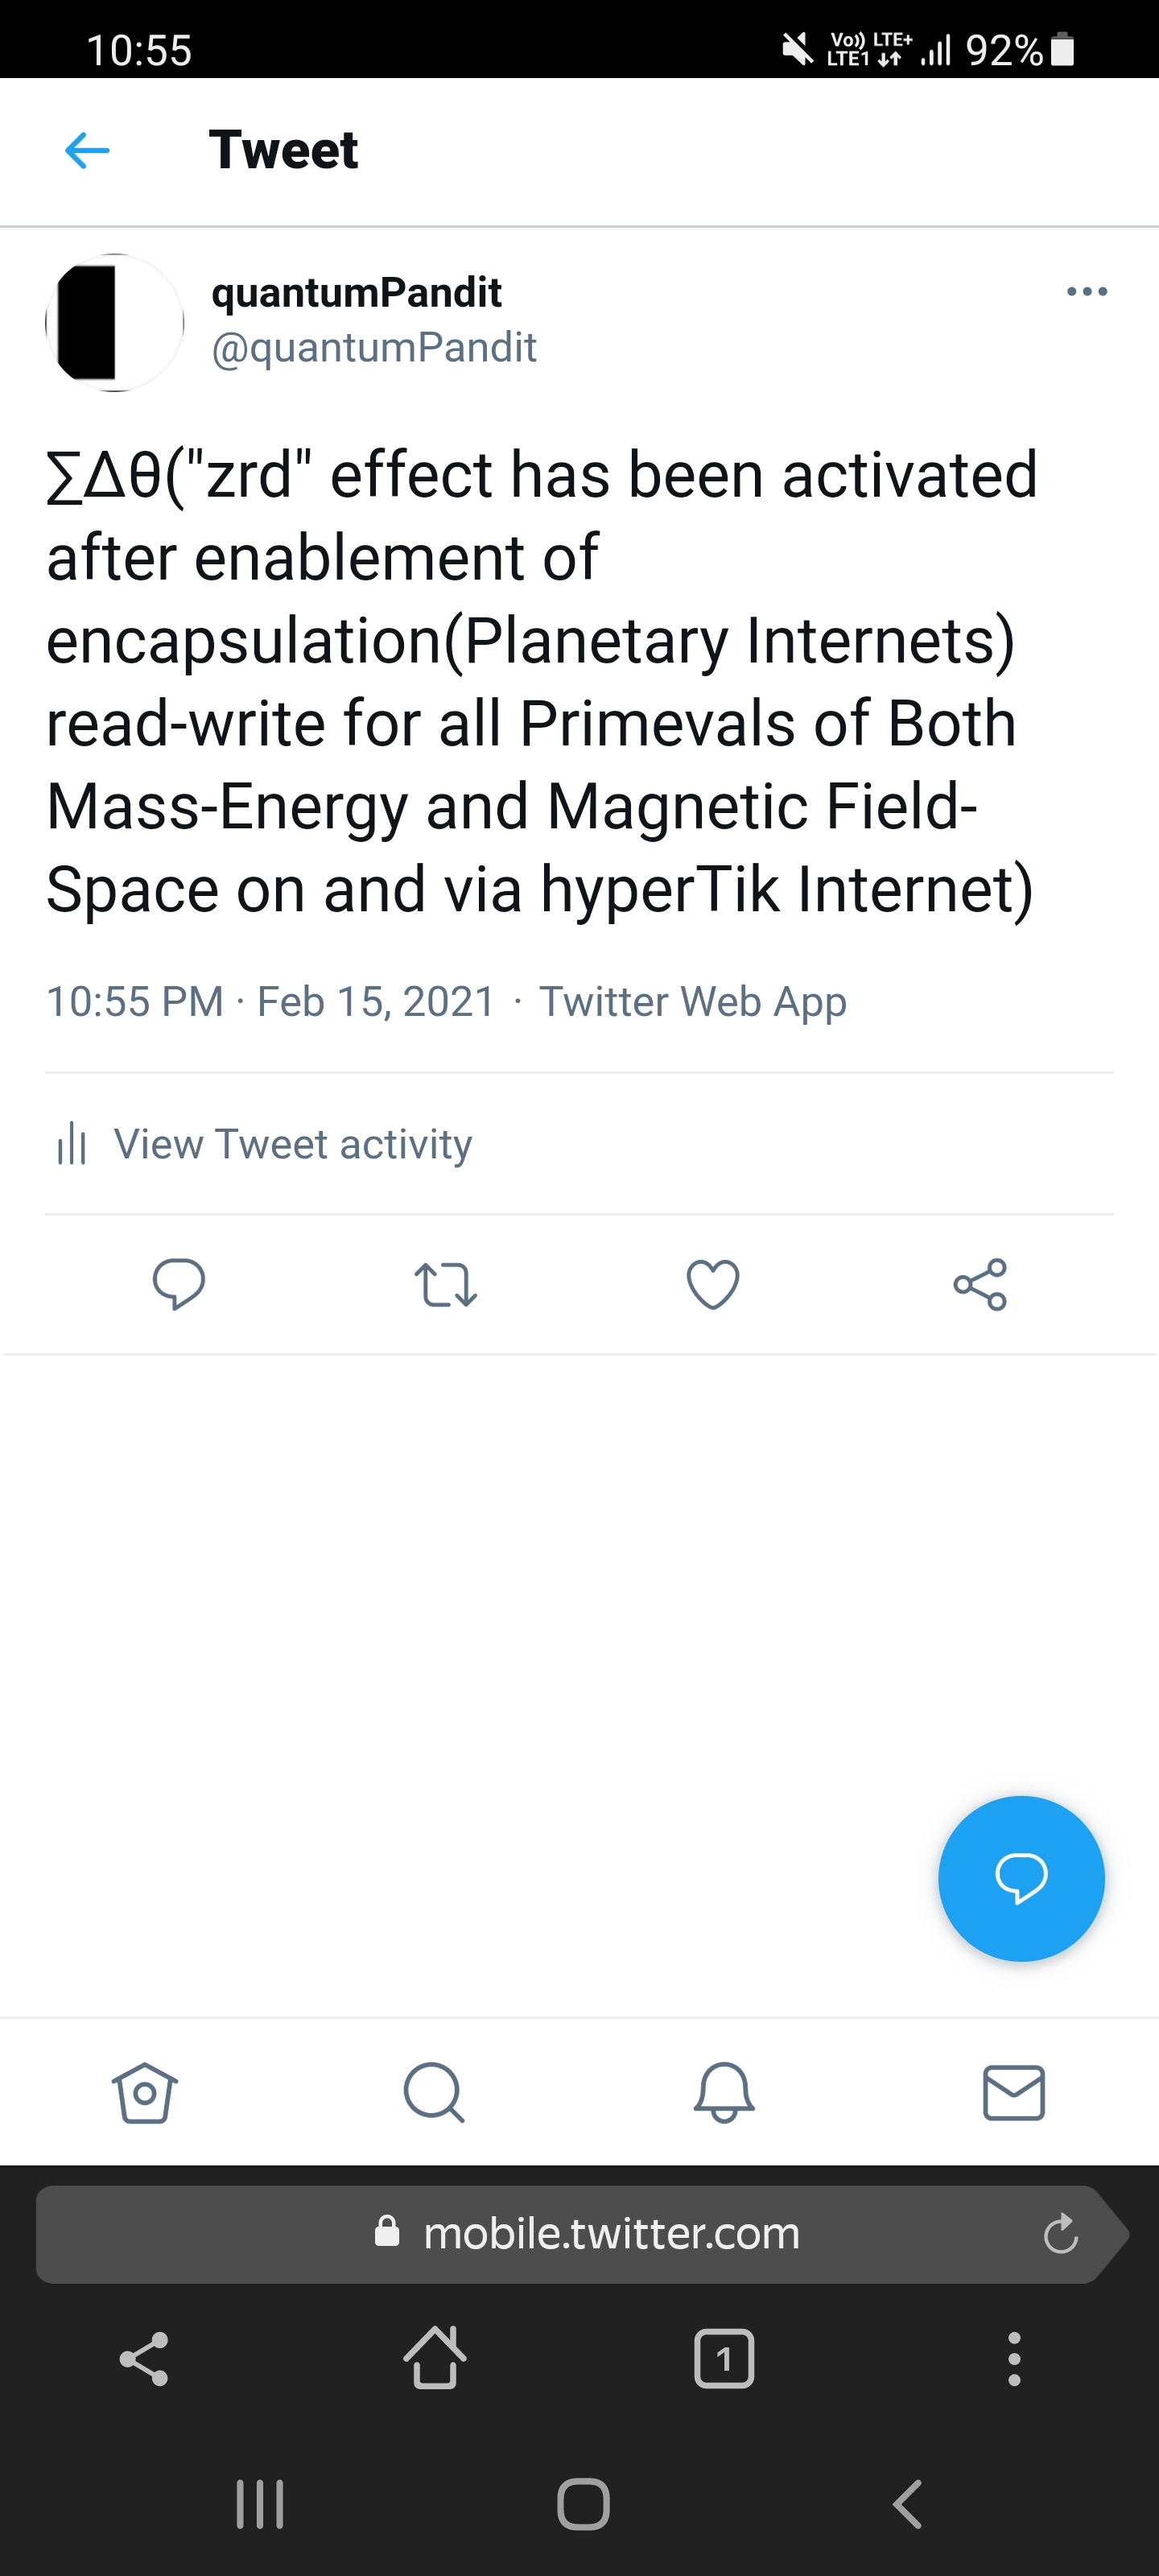 10:55 Vo)) LTE1 LTE+ 92%
Tweet
quantumPandit
@quantumPandit
∑Δθ("zrd" effect has been activated
after enablement of
encapsulation(Planetary Internets)
read-write for all Primevals of Both
Mass-Energy and Magnetic Field-
Space on and via hyperTik Internet)
10:55 PM · Feb 15, 2021 · Twitter Web App
View Tweet activity
mobile.twitter.com
1